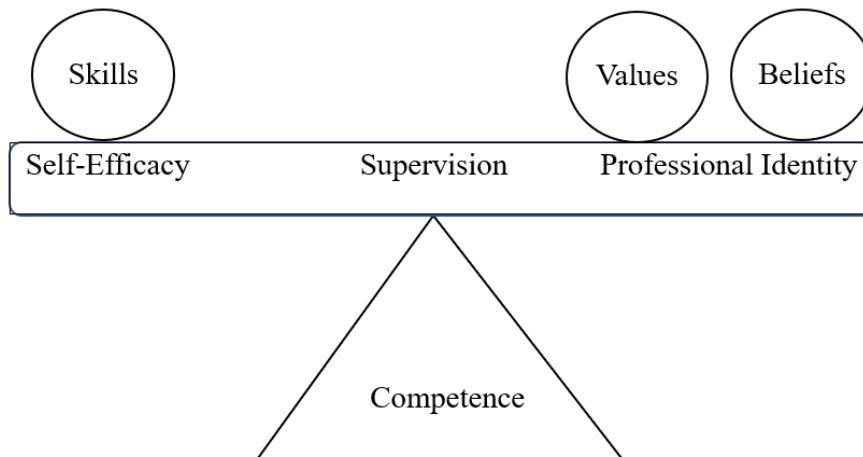 Skills Values Beliefs
Self-Efficacy Supervision Professional Identity
Competence